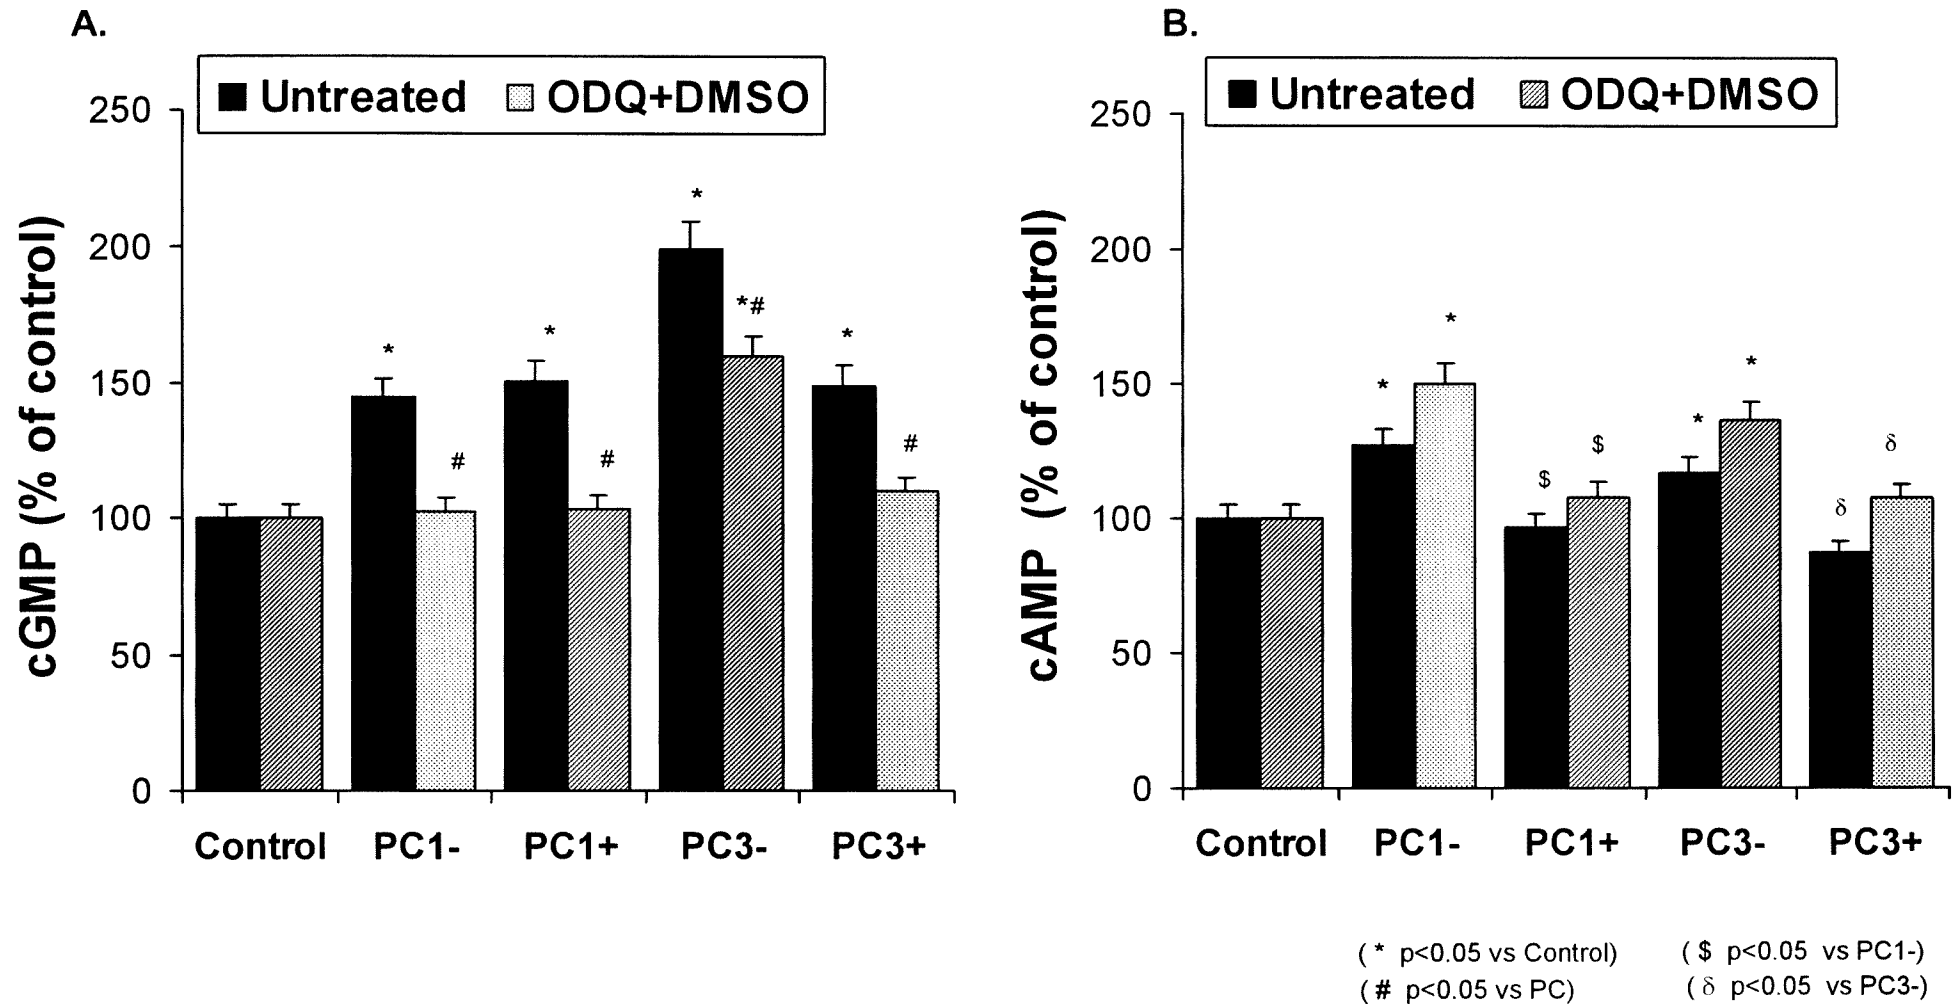 A.
Untreated ODQ+DMSO
cGMP (% of control)
250
200
150
100
50
0
*
#
*
#
*
*#
*
#
Control PC1- PC1+ PC3- PC3+
B.
Untreated ODQ+DMSO
cAMP (% of control)
250
200
150
100
50
0
*
*
$
$
*
*
δ
δ
Control PC1- PC1+ PC3- PC3+
( * p<0.05 vs Control) ( $ p<0.05 vs PC1-)
( # p<0.05 vs PC) ( δ p<0.05 vs PC3-)